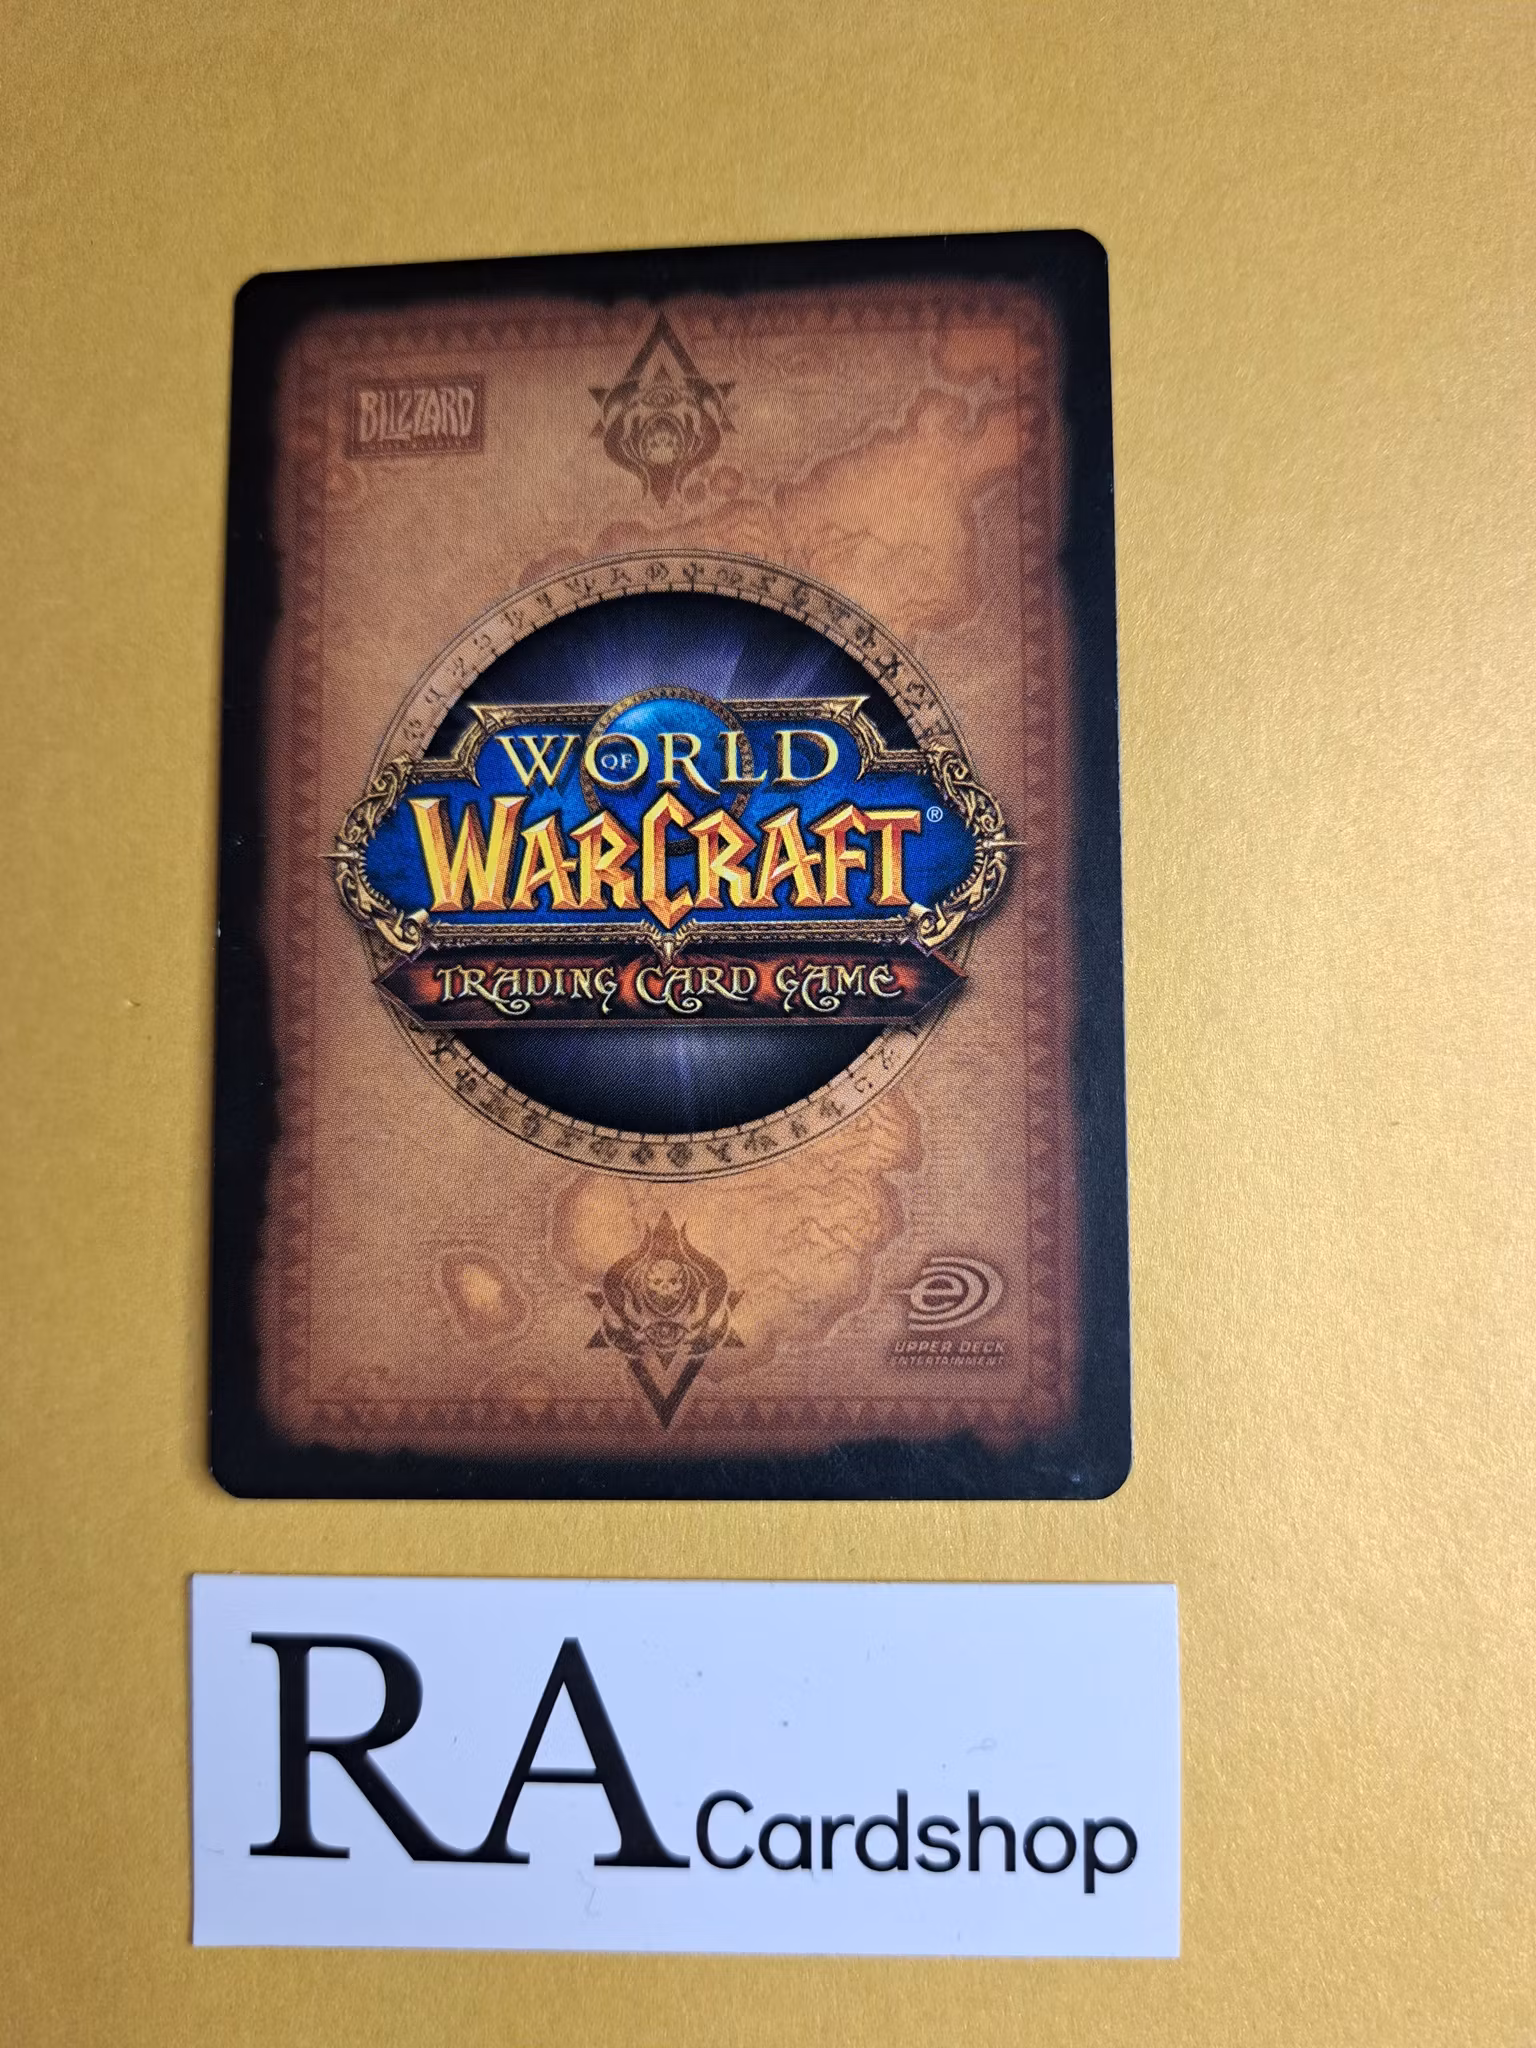 BLIZZARD
WORLD
OF
WARCRAFT®
TRADING CARD GAME
UPPER DECK
ENTERTAINMENT
RA Cardshop